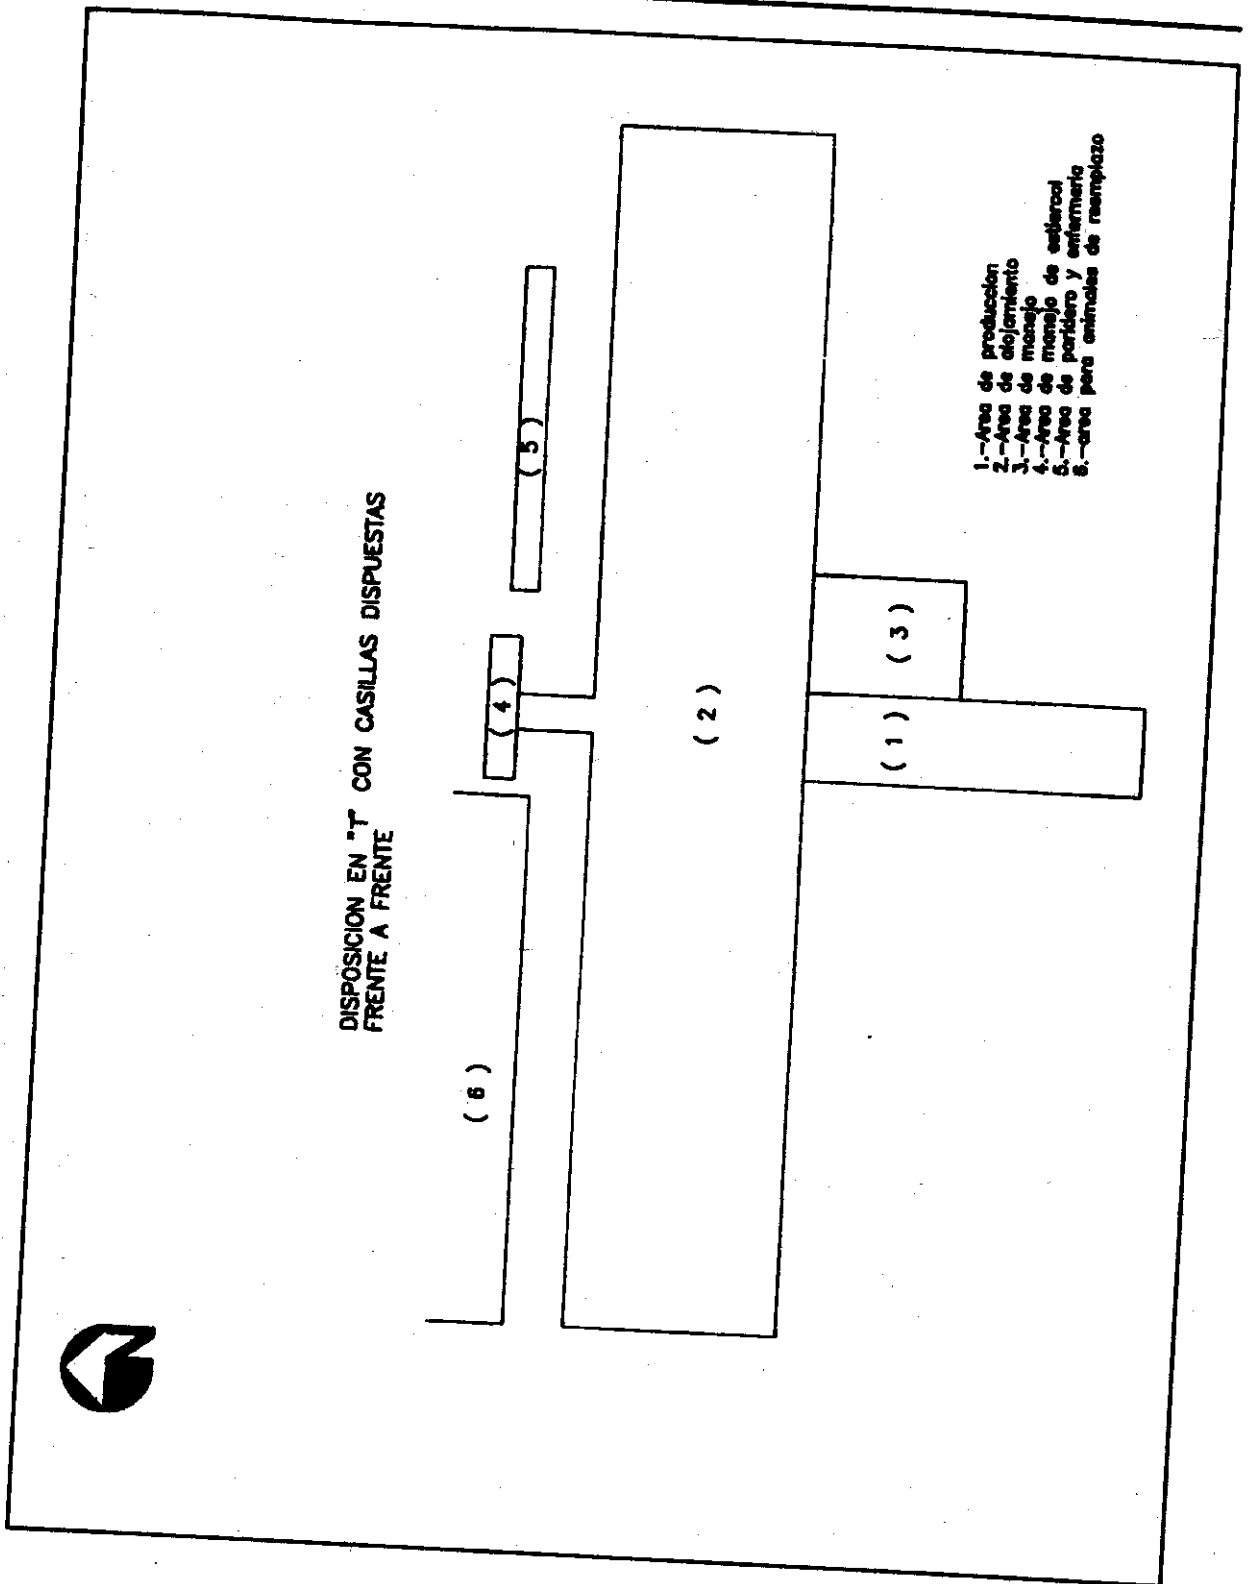 DISPOSICION EN "T" CON CASILLAS DISPUESTAS
FRENTE A FRENTE
( 6 )
( 4 )
( 5 )
( 2 )
( 1 )
( 3 )
1.-Area de produccion
2.-Area de alojamiento
3.-Area de manejo
4.-Area de manejo de estiercol
5.-Area de paridero y enfermeria
6.-area para animales de reemplazo